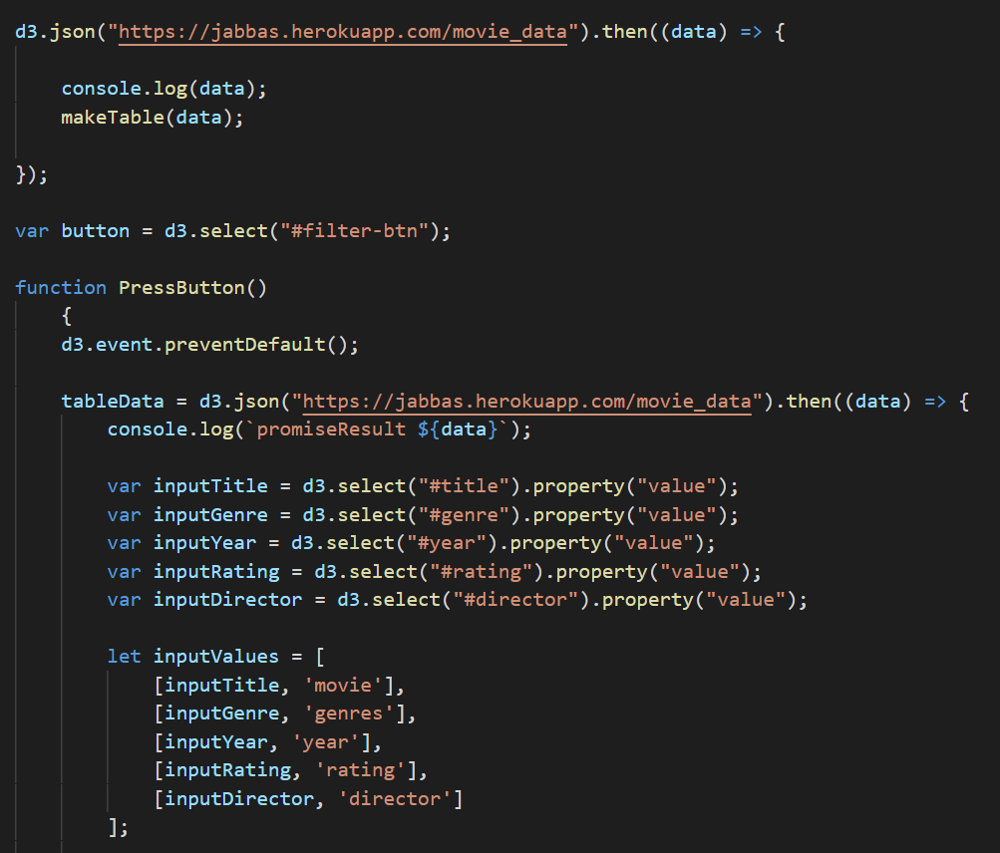 d3.json("https://jabbas.herokuapp.com/movie_data").then((data) => {
console.log(data);
makeTable(data);
});
var button = d3.select("#filter-btn");
function PressButton()
{
d3.event.preventDefault();
tableData = d3.json("https://jabbas.herokuapp.com/movie_data").then((data) => {
console.log(`promiseResult ${data}`);
var inputTitle = d3.select("#title").property("value");
var inputGenre = d3.select("#genre").property("value");
var inputYear = d3.select("#year").property("value");
var inputRating = d3.select("#rating").property("value");
var inputDirector = d3.select("#director").property("value");
let inputValues = [
[inputTitle, 'movie'],
[inputGenre, 'genres'],
[inputYear, 'year'],
[inputRating, 'rating'],
[inputDirector, 'director']
];